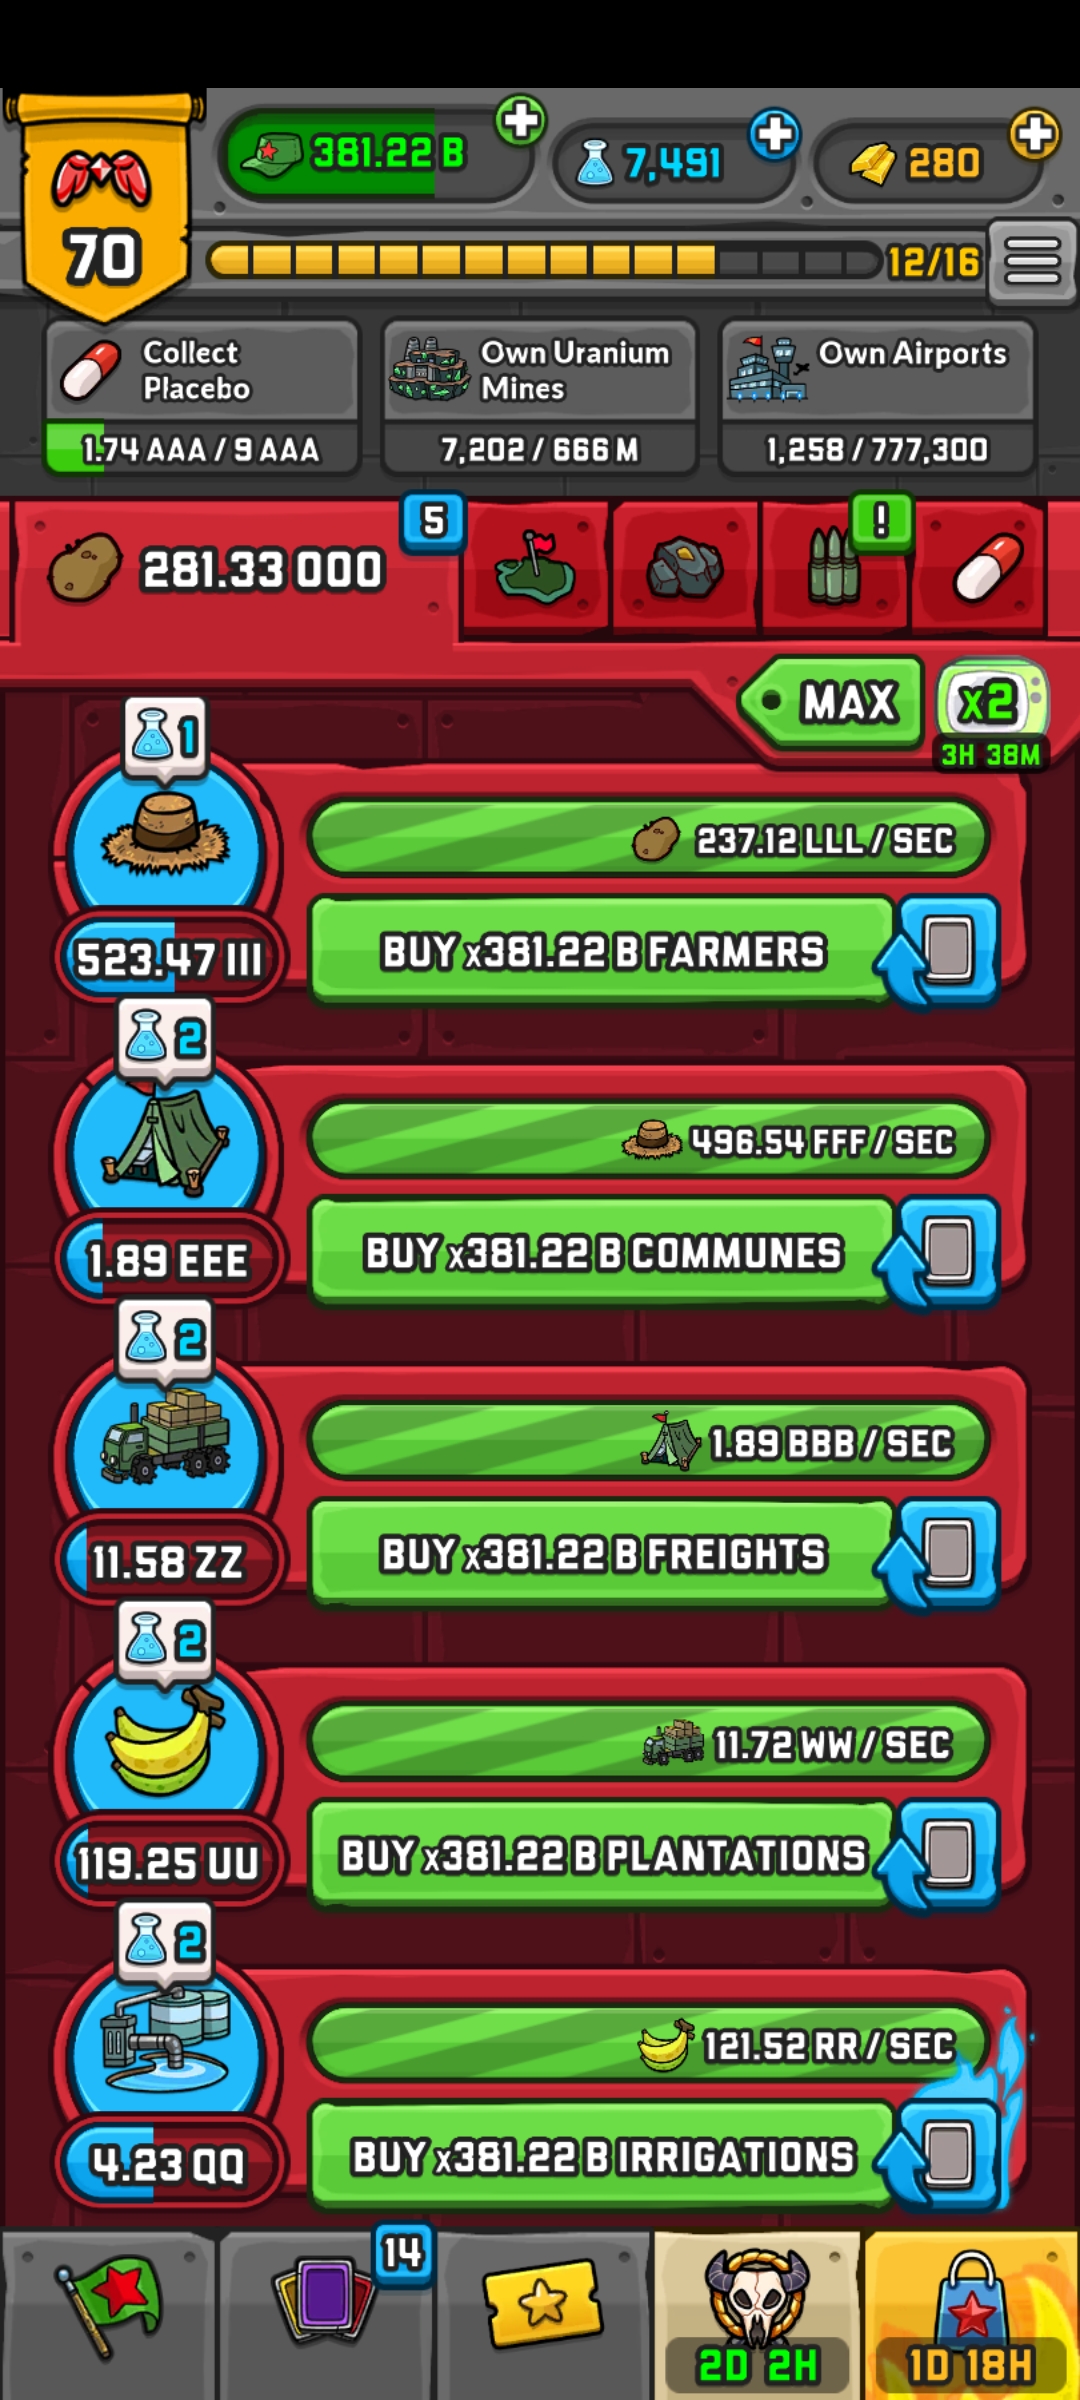 70
381.22 B
7,491
280
12/16
Collect
Placebo
1.74 AAA / 9 AAA
Own Uranium
Mines
7,202 / 666 M
Own Airports
1,258 / 777,300
281.33 OOO
5
!
MAX
x2
3H 38M
1
237.12 LLL / SEC
BUY x381.22 B FARMERS
523.47 III
2
496.54 FFF / SEC
BUY x381.22 B COMMUNES
1.89 EEE
2
1.89 BBB / SEC
BUY x381.22 B FREIGHTS
11.58 ZZ
2
11.72 WW / SEC
BUY x381.22 B PLANTATIONS
119.25 UU
2
121.52 RR / SEC
BUY x381.22 B IRRIGATIONS
4.23 QQ
14
2D 2H
1D 18H